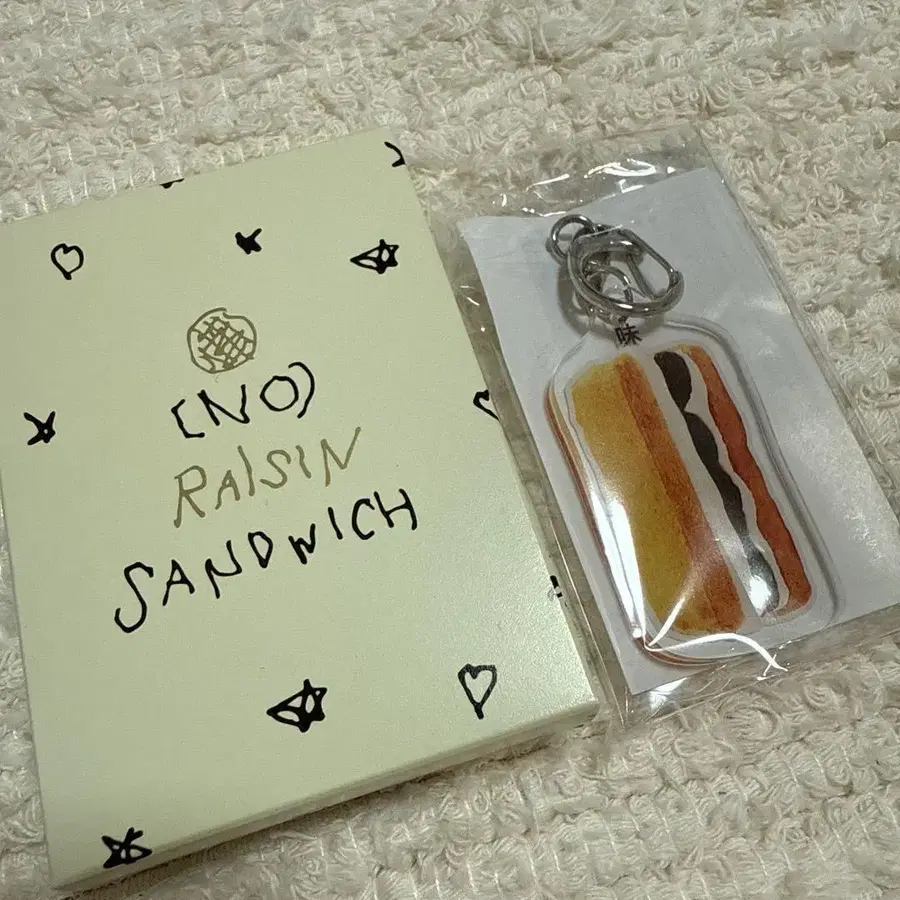 (NO)
RAISIN
SANDWICH
味